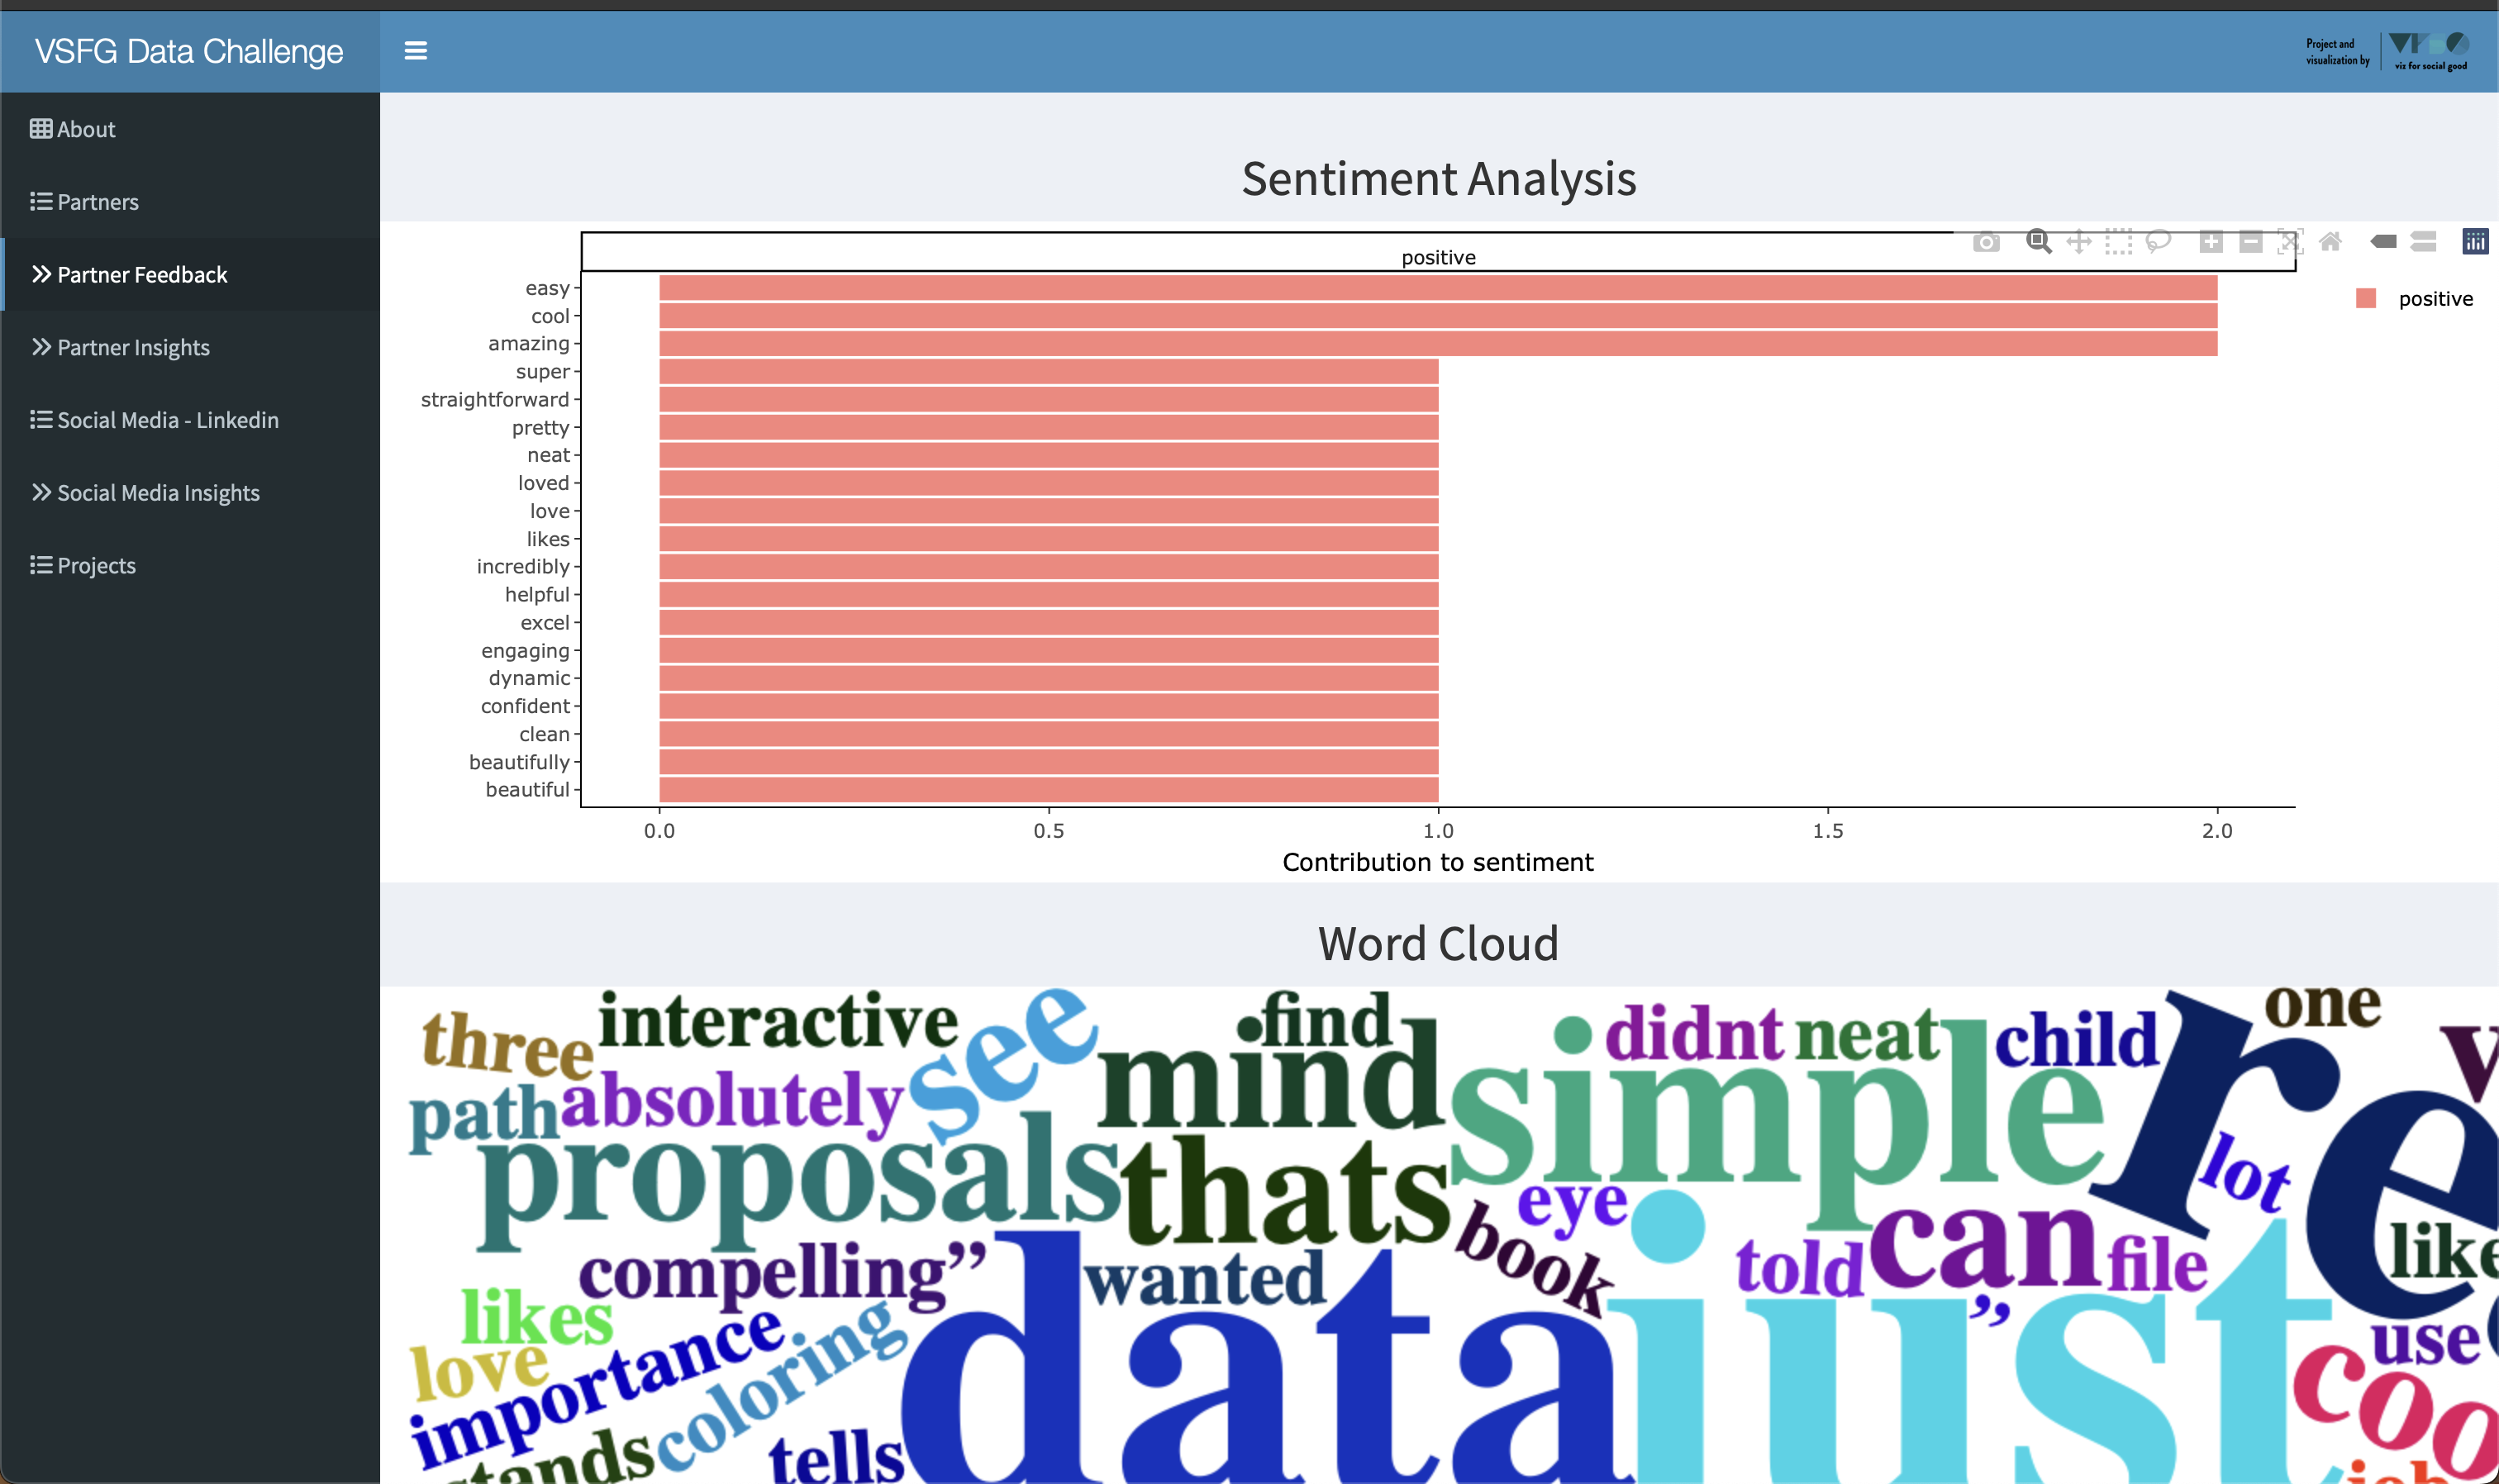 VSFG Data Challenge
Project and
visualization by
viz for social good
About
Partners
Partner Feedback
Partner Insights
Social Media - Linkedin
Social Media Insights
Projects
Sentiment Analysis
positive
positive
easy
cool
amazing
super
straightforward
pretty
neat
loved
love
likes
incredibly
helpful
excel
engaging
dynamic
confident
clean
beautifully
beautiful
0.0 0.5 1.0 1.5 2.0
Contribution to sentiment
Word Cloud
three
interactive
see
find
mind
didnt
neat
child
one
path
absolutely
simple
proposals
thats
eye
lot
book
can
told
file
like
compelling”
wanted
likes
”
use
love
importance
coloring
data
just
tells